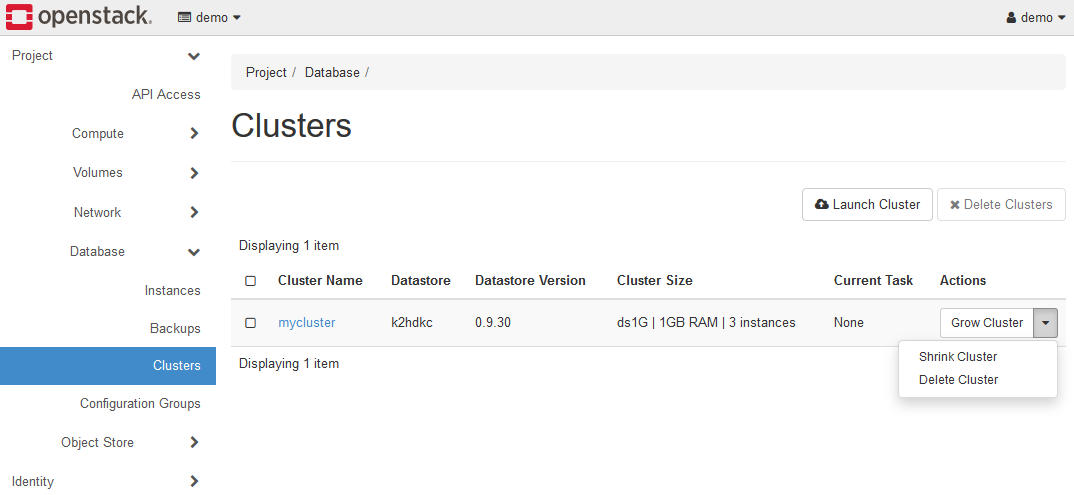 openstack. demo demo
Project
API Access
Compute
Volumes
Network
Database
Instances
Backups
Clusters
Configuration Groups
Object Store
Identity
Project / Database /
Clusters
Launch Cluster Delete Clusters
Displaying 1 item
Cluster Name Datastore Datastore Version Cluster Size Current Task Actions
mycluster k2hdkc 0.9.30 ds1G | 1GB RAM | 3 instances None Grow Cluster
Shrink Cluster
Delete Cluster
Displaying 1 item